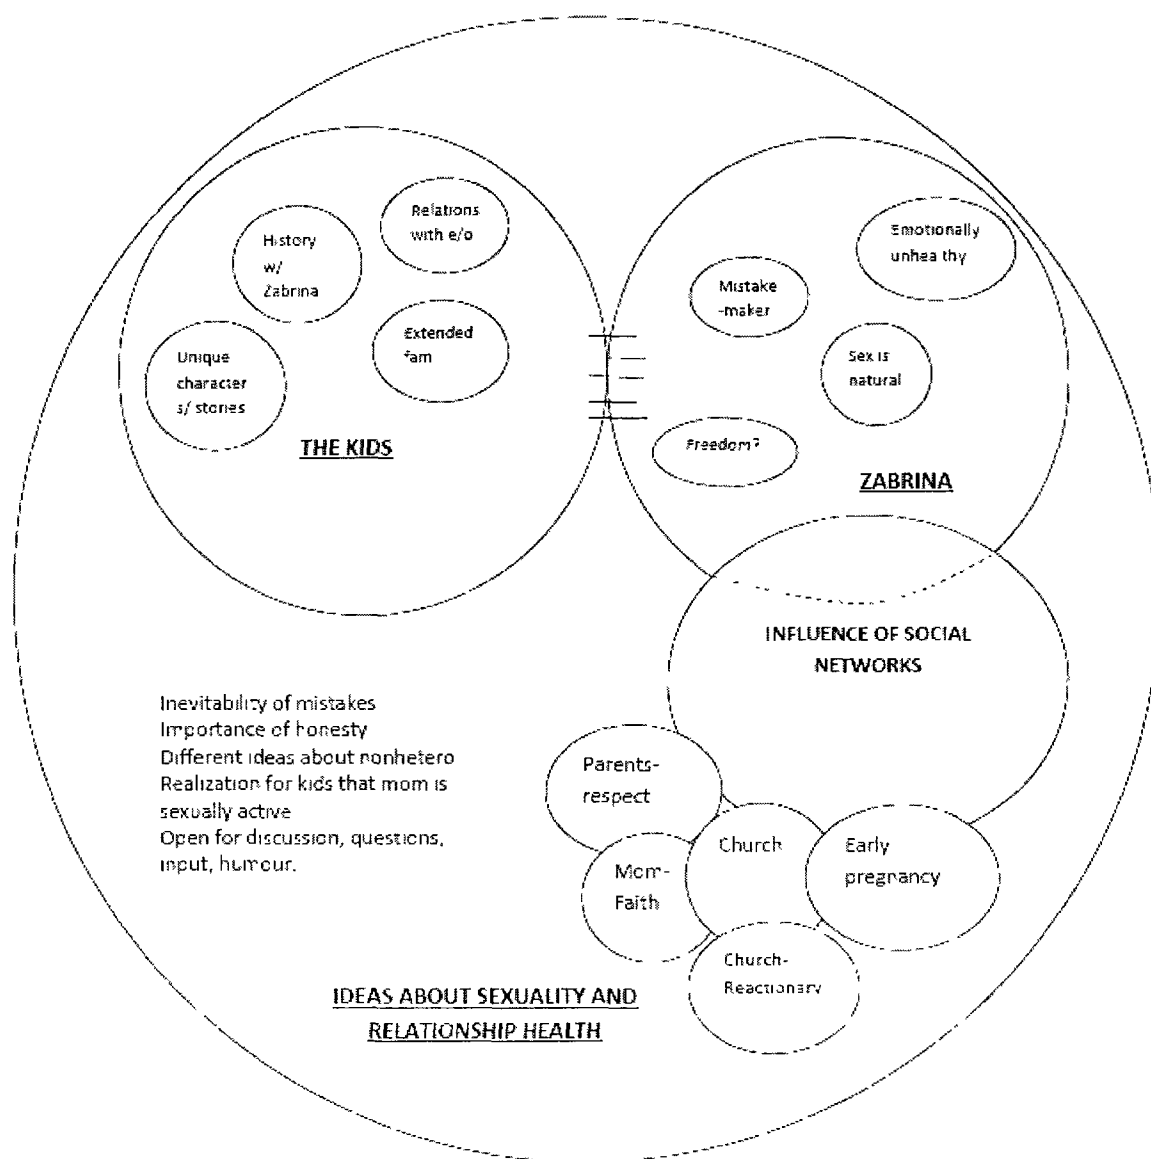 Relations
with e/o
History
w/
Zabrina
Extended
fam
Unique
character
s/ stories
THE KIDS
Emotionally
unhealthy
Mistake
-maker
Sex is
natural
Freedom?
ZABRINA
INFLUENCE OF SOCIAL
NETWORKS
Inevitability of mistakes
Importance of honesty
Different ideas about nonhetero
Realization for kids that mom is
sexually active
Open for discussion, questions,
input, humour.
Parents-
respect
Church
Early
pregnancy
Mom-
Faith
Church-
Reactionary
IDEAS ABOUT SEXUALITY AND
RELATIONSHIP HEALTH